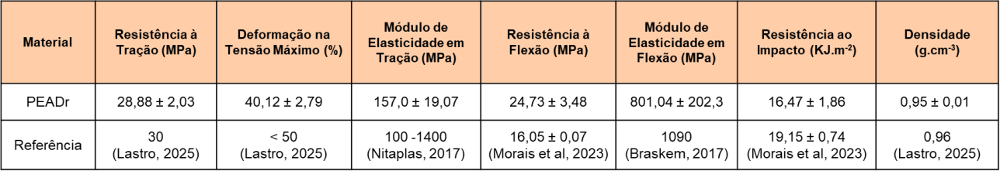 Material
Resistência à
Tração (MPa)
Deformação na
Tensão Máximo (%)
Módulo de
Elasticidade em
Tração (MPa)
Resistência à
Flexão (MPa)
Módulo de
Elasticidade em
Flexão (MPa)
Resistência ao
Impacto (KJ.m-2)
Densidade
(g.cm-3)
PEADr
28,88 ± 2,03
40,12 ± 2,79
157,0 ± 19,07
24,73 ± 3,48
801,04 ± 202,3
16,47 ± 1,86
0,95 ± 0,01
Referência
30
(Lastro, 2025)
< 50
(Lastro, 2025)
100 -1400
(Nitaplas, 2017)
16,05 ± 0,07
(Morais et al, 2023)
1090
(Braskem, 2017)
19,15 ± 0,74
(Morais et al, 2023)
0,96
(Lastro, 2025)